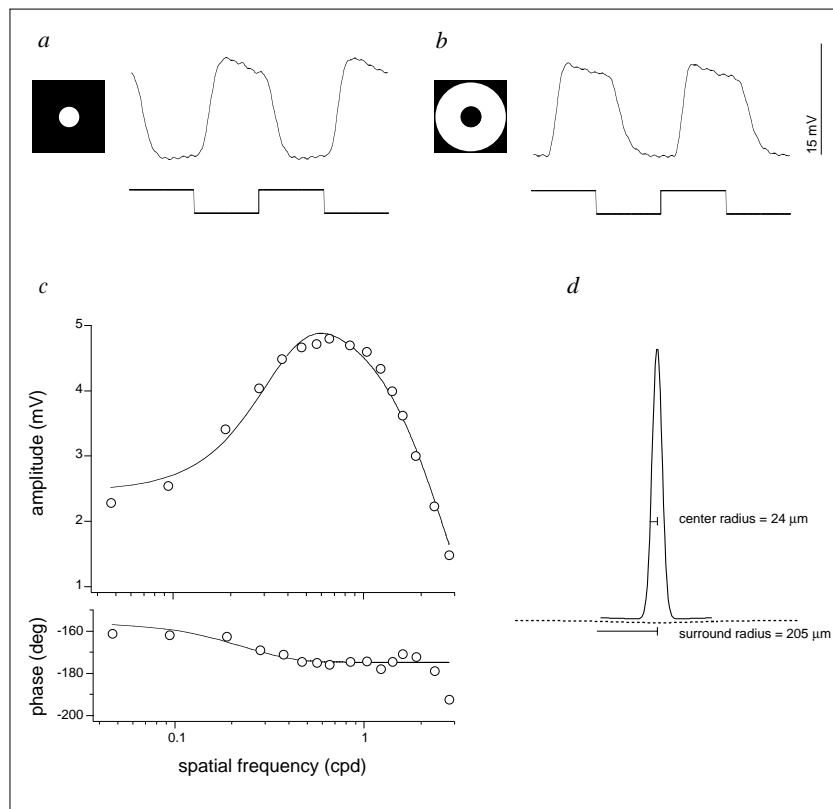 a
b
15 mV
c
d
amplitude (mV)
5
4
3
2
1
center radius = 24 μm
surround radius = 205 μm
phase (deg)
-160
-180
-200
0.1
1
spatial frequency (cpd)